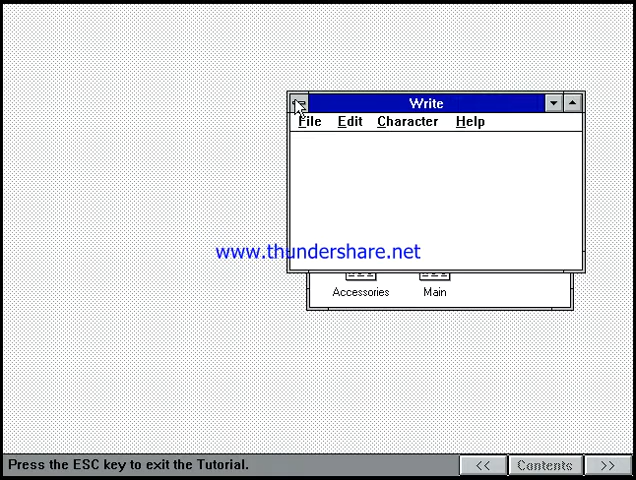 Write
File Edit Character Help
www.thundershare.net
Accessories Main
Press the ESC key to exit the Tutorial. << Contents >>